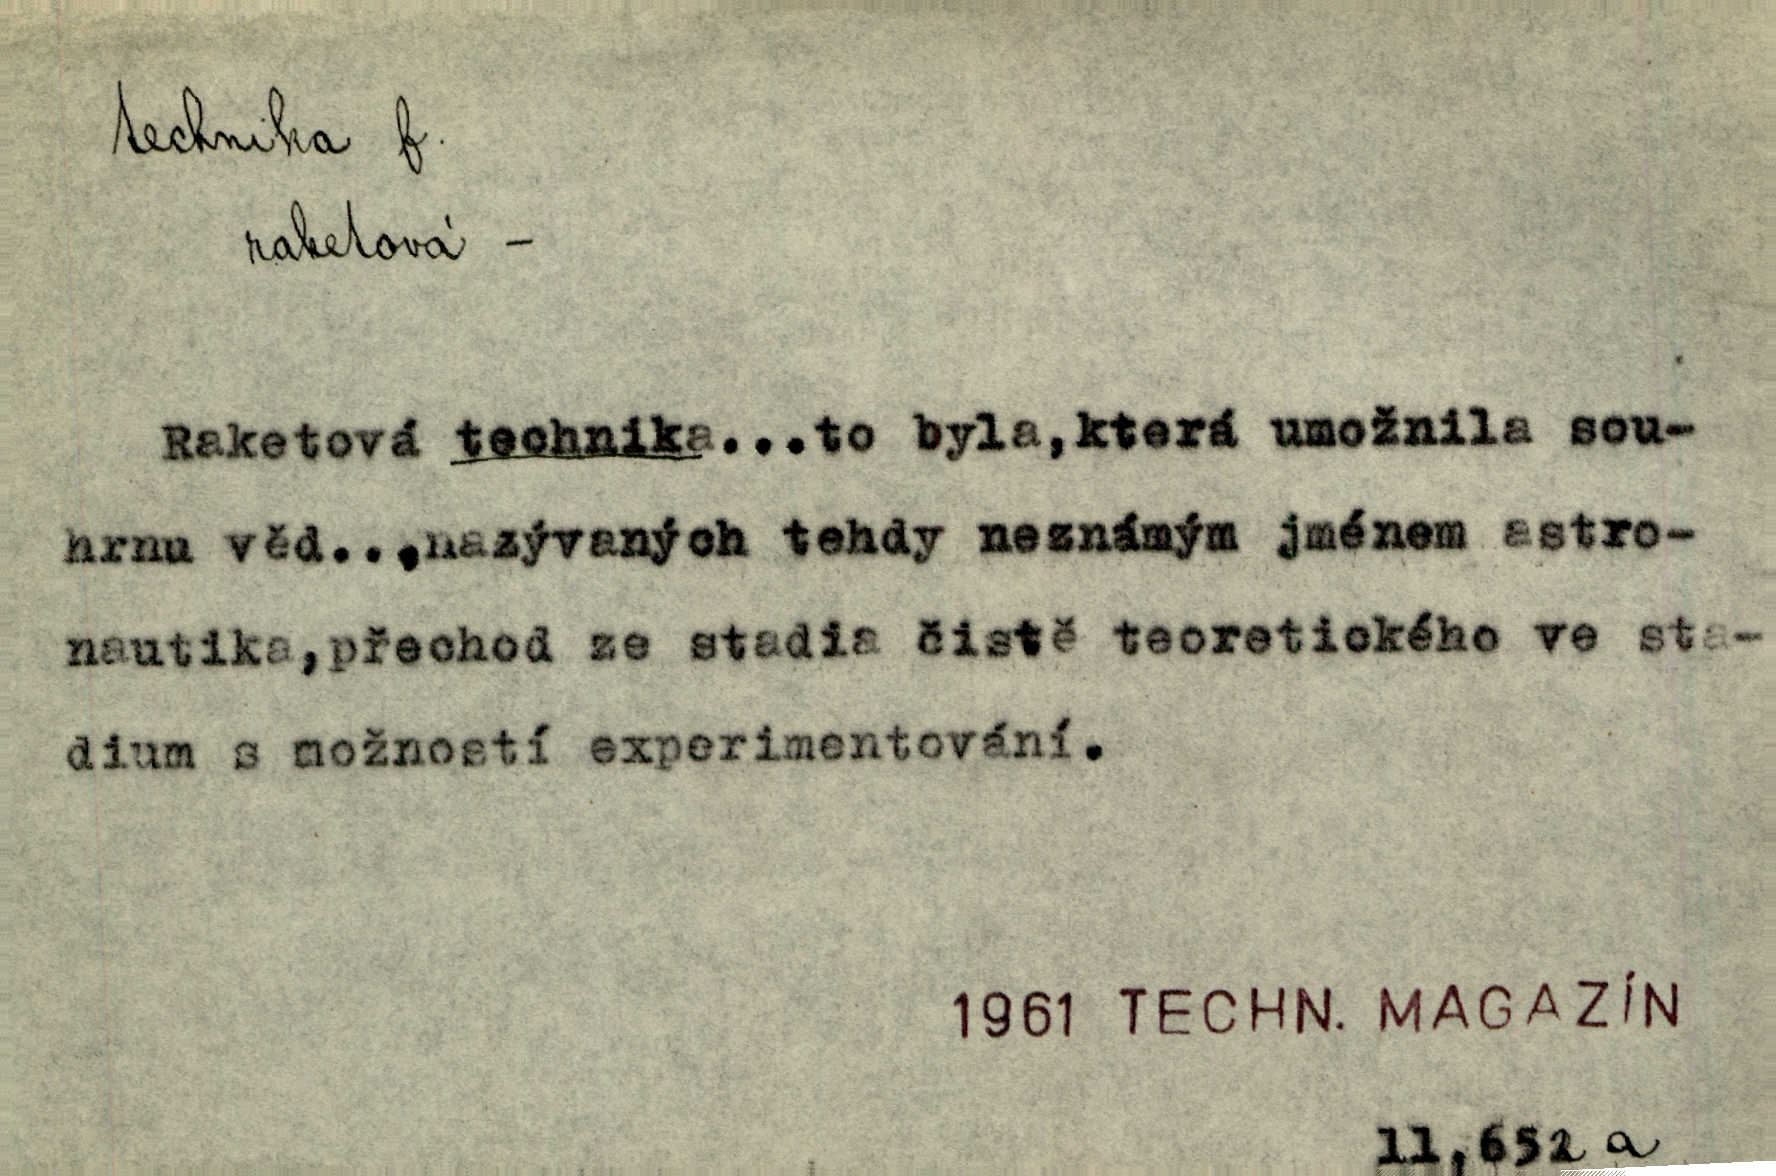 technika f.
raketová –
Raketová technika...to byla,která umožnila sou-
hrnu věd...,nazývaných tehdy neznámým jménem astro-
nautika,přechod ze stadia čistě teoretického ve sta-
dium s možností experimentování.
1961 TECHN. MAGAZÍN
11,652 a